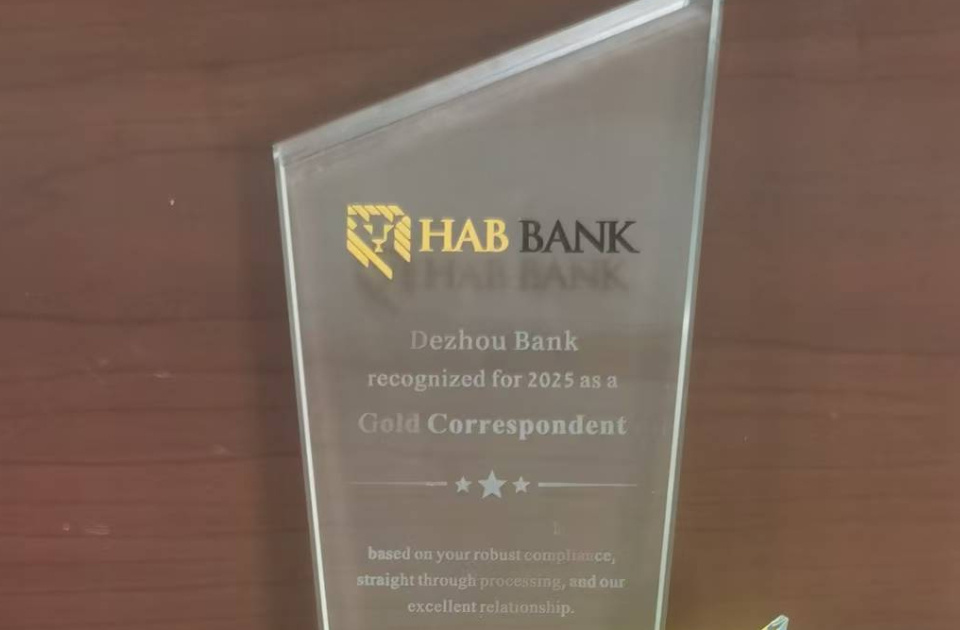 HAB BANK
Dezhou Bank
recognized for 2025 as a
Gold Correspondent
based on your robust compliance,
straight through processing, and our
excellent relationship.